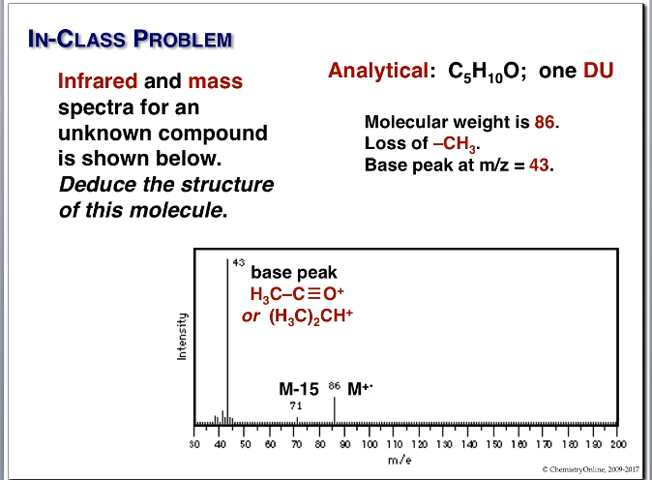 IN-CLASS PROBLEM
Infrared and mass
spectra for an
unknown compound
is shown below.
Deduce the structure
of this molecule.
Analytical: C5H10O; one DU
Molecular weight is 86.
Loss of –CH3.
Base peak at m/z = 43.
43
base peak
H3C–C≡O+
or (H3C)2CH+
M-15 86 M+·
71
Intensity
30 40 50 60 70 80 90 100 110 120 130 140 150 160 170 180 190 200
m/e
© ChemistryOnline, 2009-2017